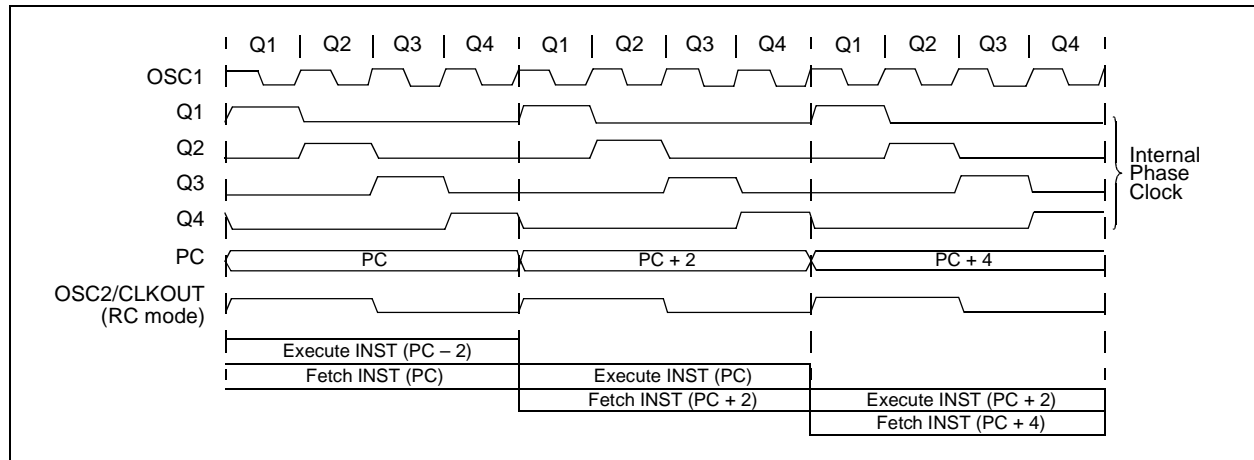 Q1 Q2 Q3 Q4 Q1 Q2 Q3 Q4 Q1 Q2 Q3 Q4
OSC1
Q1
Q2
Q3
Q4
Internal
Phase
Clock
PC PC PC + 2 PC + 4
OSC2/CLKOUT
(RC mode)
Execute INST (PC – 2)
Fetch INST (PC) Execute INST (PC)
Fetch INST (PC + 2) Execute INST (PC + 2)
Fetch INST (PC + 4)